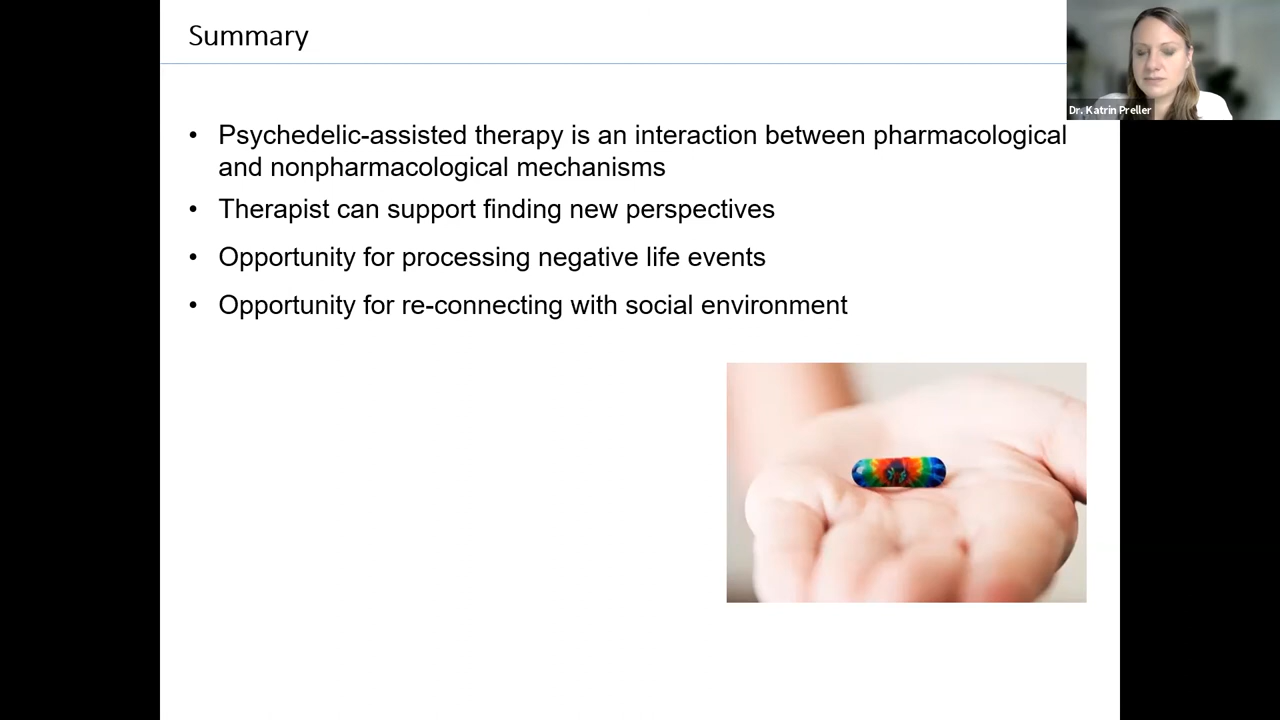 Summary
Dr. Katrin Preller
• Psychedelic-assisted therapy is an interaction between pharmacological
and nonpharmacological mechanisms
• Therapist can support finding new perspectives
• Opportunity for processing negative life events
• Opportunity for re-connecting with social environment